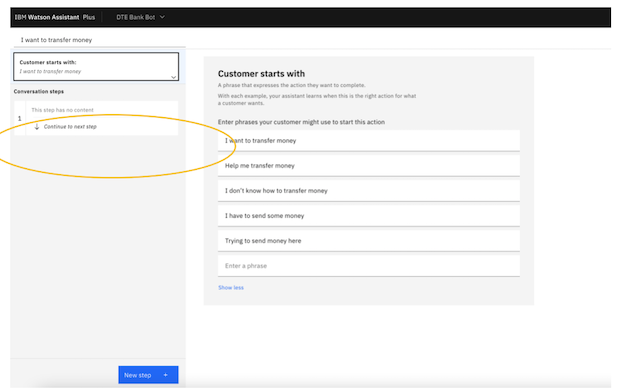 IBM Watson Assistant Plus
DTE Bank Bot
I want to transfer money
Customer starts with:
I want to transfer money
Conversation steps
This step has no content
1
Continue to next step
New step +
Customer starts with
A phrase that expresses the action they want to complete.
With each example, your assistant learns when this is the right action for what
a customer wants.
Enter phrases your customer might use to start this action
I want to transfer money
Help me transfer money
I don't know how to transfer money
I have to send some money
Trying to send money here
Enter a phrase
Show less